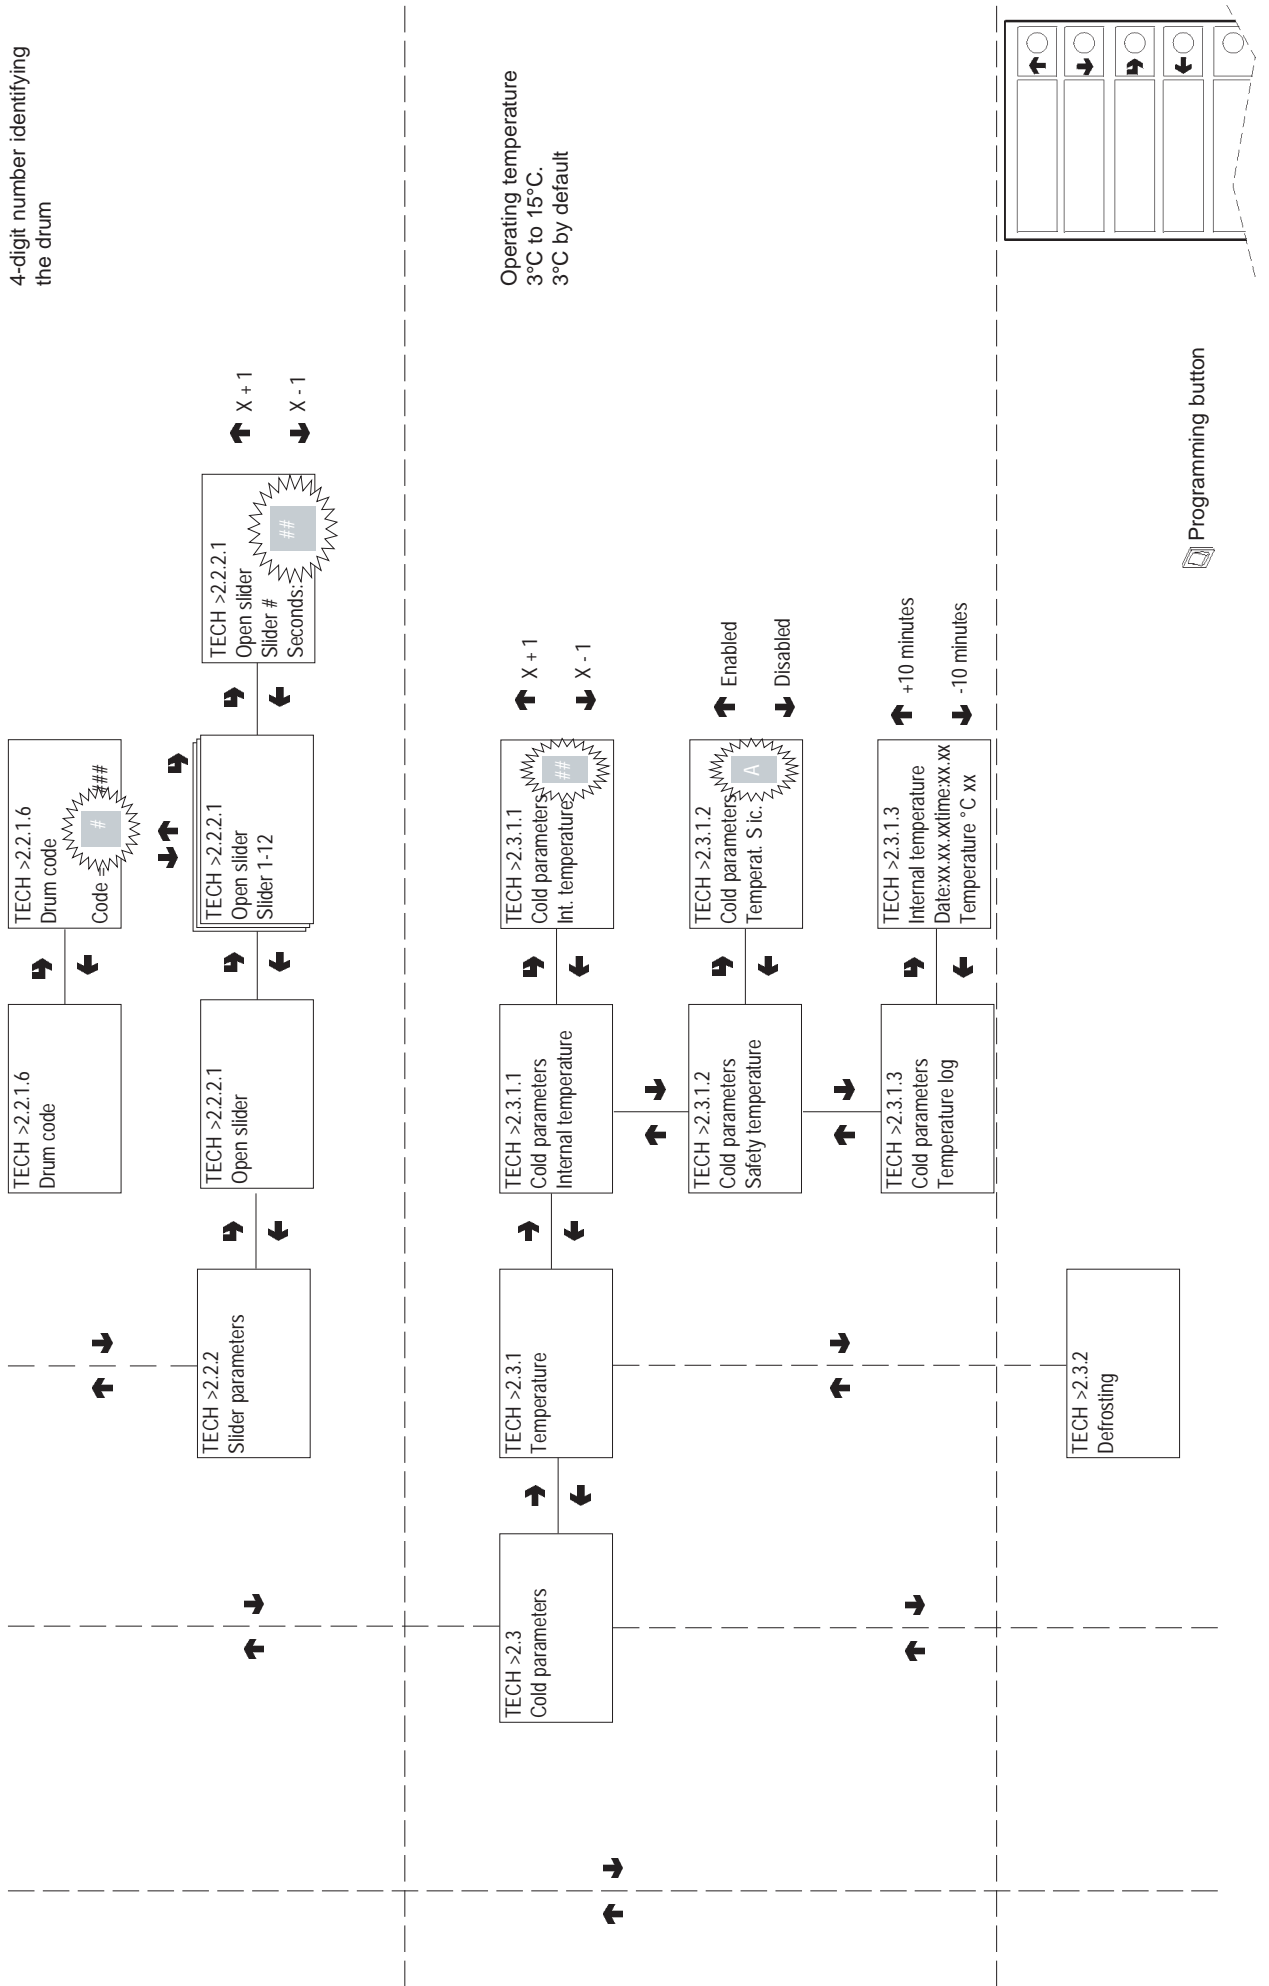 4-digit number identifying
the drum
TECH >2.2.1.6
Drum code
TECH >2.2.1.6
Drum code
Code = # ###
TECH >2.2.2
Slider parameters
TECH >2.2.2.1
Open slider
TECH >2.2.2.1
Open slider
Slider 1-12
TECH >2.2.2.1
Open slider
Slider #
Seconds: ##
X + 1
X - 1
TECH >2.3
Cold parameters
TECH >2.3.1
Temperature
TECH >2.3.1.1
Cold parameters
Internal temperature
TECH >2.3.1.1
Cold parameters
Int. temperature ##
X + 1
X - 1
Operating temperature
3°C to 15°C.
3°C by default
TECH >2.3.1.2
Cold parameters
Safety temperature
TECH >2.3.1.2
Cold parameters
Temperat. S ic. A
Enabled
Disabled
TECH >2.3.1.3
Cold parameters
Temperature log
TECH >2.3.1.3
Internal temperature
Date:xx.xx.xxtime:xx.xx
Temperature °C xx
+10 minutes
-10 minutes
TECH >2.3.2
Defrosting
Programming button